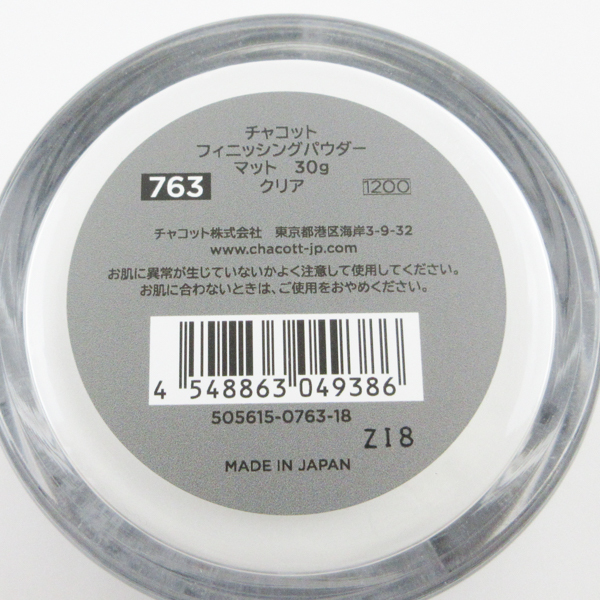 チャコット
フィニッシングパウダー
マット 30g
763 クリア 1200
チャコット株式会社 東京都港区海岸3-9-32
www.chacott-jp.com
お肌に異常が生じていないかよく注意して使用してください。
お肌に合わないときは、ご使用をおやめください。
4 548863 049386
505615-0763-18
ZI8
MADE IN JAPAN